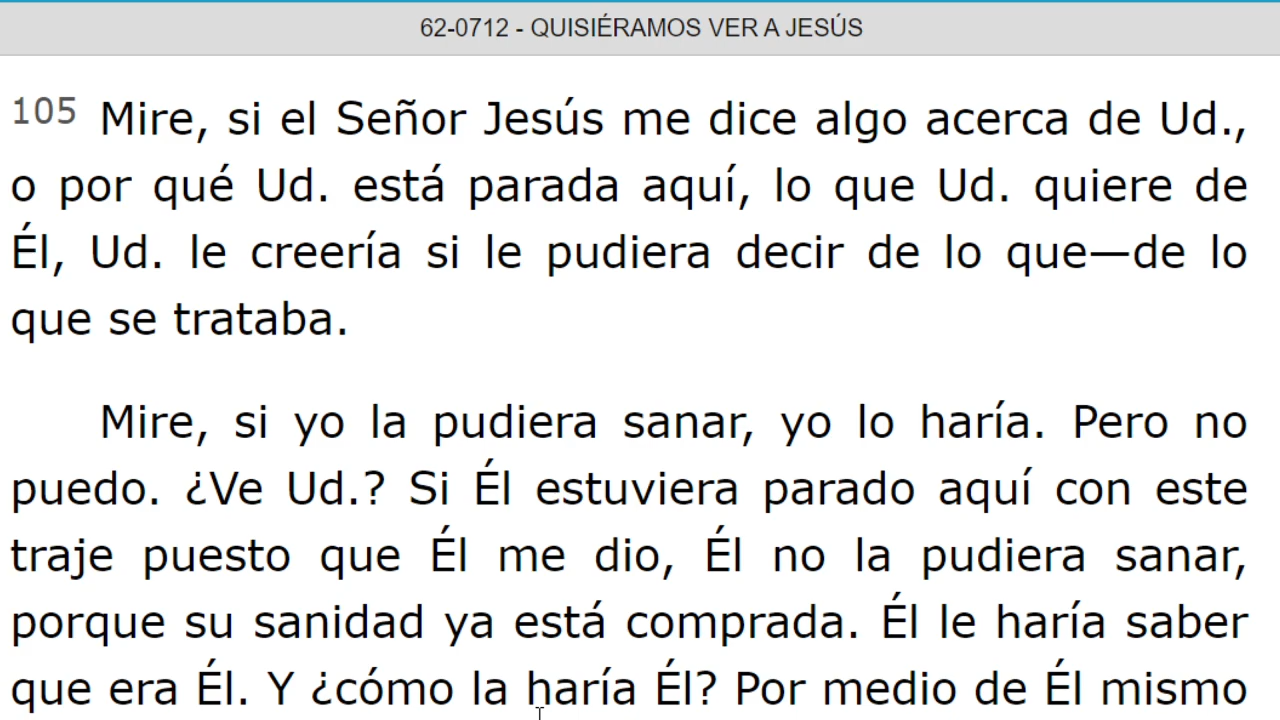 62-0712 - QUISIÉRAMOS VER A JESÚS
105 Mire, si el Señor Jesús me dice algo acerca de Ud.,
o por qué Ud. está parada aquí, lo que Ud. quiere de
Él, Ud. le creería si le pudiera decir de lo que—de lo
que se trataba.
Mire, si yo la pudiera sanar, yo lo haría. Pero no
puedo. ¿Ve Ud.? Si Él estuviera parado aquí con este
traje puesto que Él me dio, Él no la pudiera sanar,
porque su sanidad ya está comprada. Él le haría saber
que era Él. Y ¿cómo la haría Él? Por medio de Él mismo